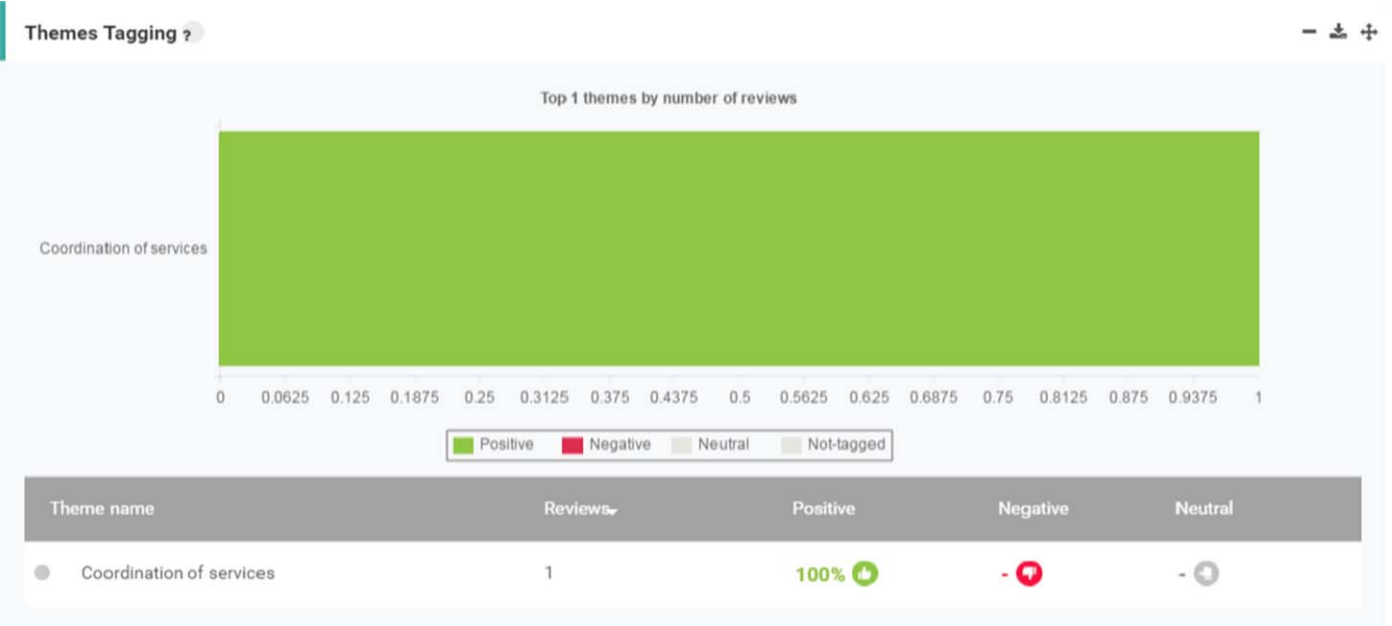 Themes Tagging ?
Top 1 themes by number of reviews
Coordination of services
0 0.0625 0.125 0.1875 0.25 0.3125 0.375 0.4375 0.5 0.5625 0.625 0.6875 0.75 0.8125 0.875 0.9375 1
Positive Negative Neutral Not-tagged
Theme name Reviews Positive Negative Neutral
Coordination of services 1 100% - -